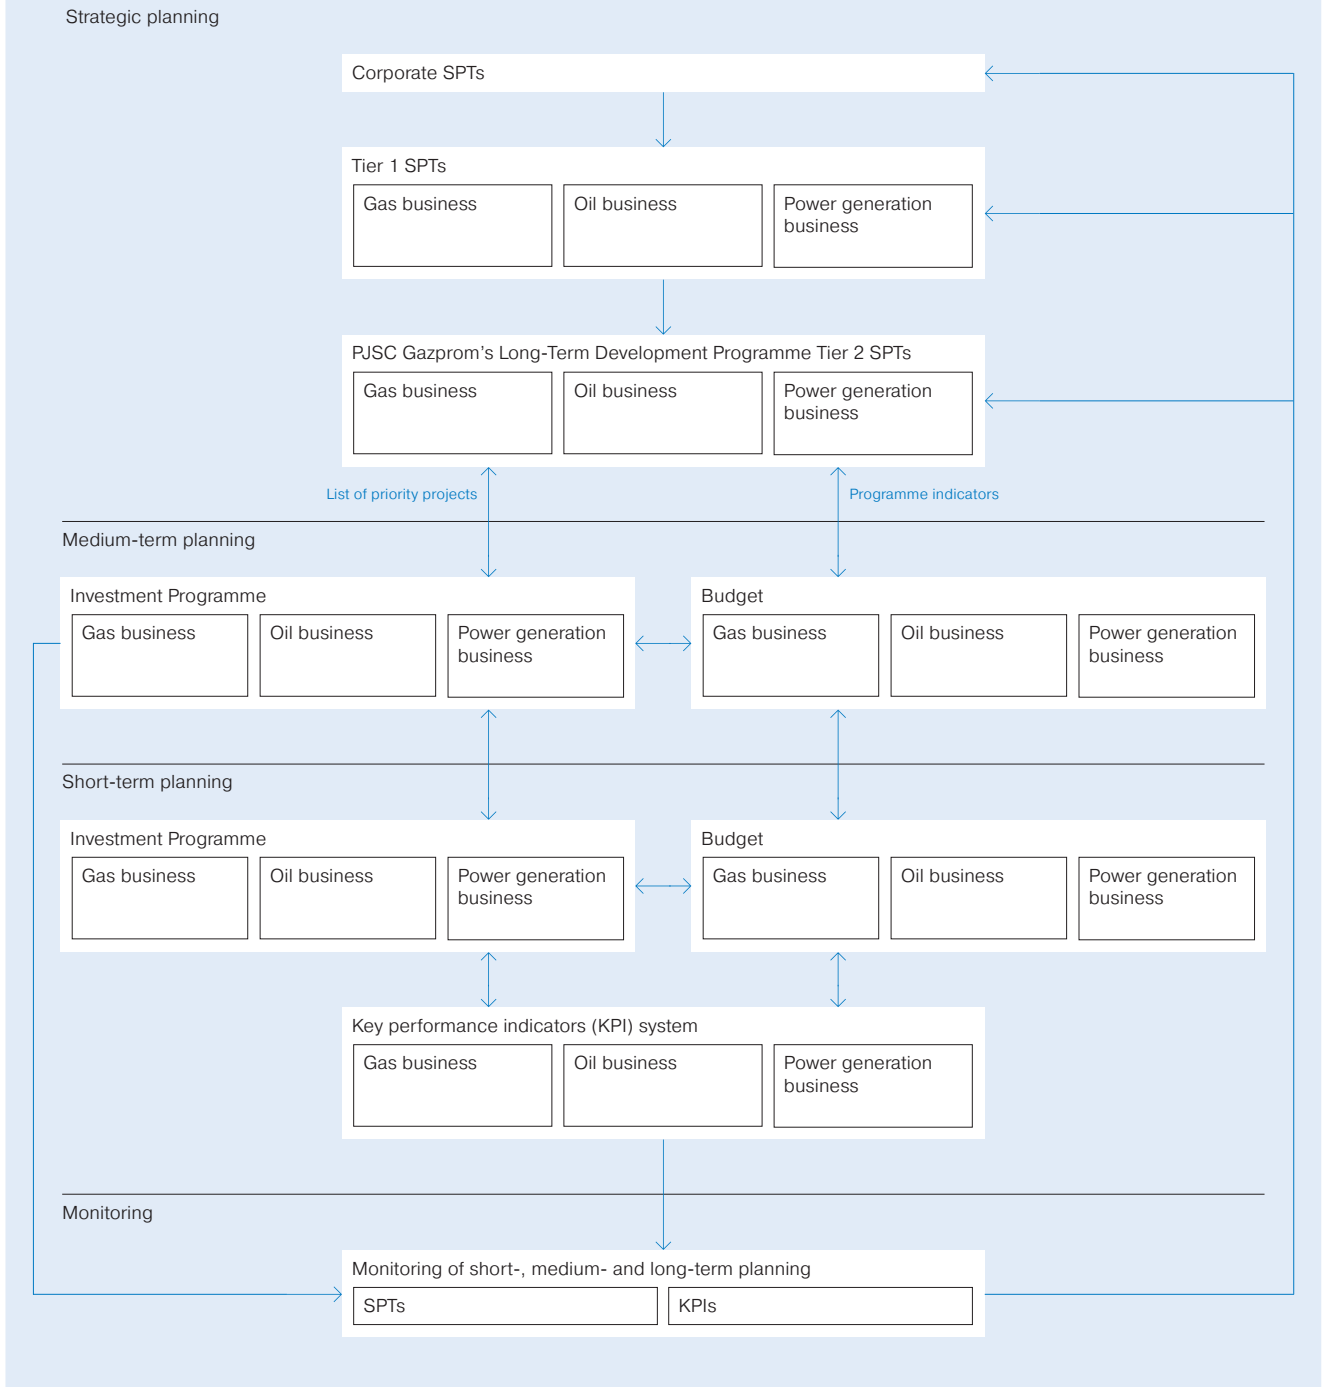 Strategic planning
Corporate SPTs
Tier 1 SPTs
Gas business
Oil business
Power generation
business
PJSC Gazprom’s Long-Term Development Programme Tier 2 SPTs
Gas business
Oil business
Power generation
business
List of priority projects
Programme indicators
Medium-term planning
Investment Programme
Gas business
Oil business
Power generation
business
Budget
Gas business
Oil business
Power generation
business
Short-term planning
Investment Programme
Gas business
Oil business
Power generation
business
Budget
Gas business
Oil business
Power generation
business
Key performance indicators (KPI) system
Gas business
Oil business
Power generation
business
Monitoring
Monitoring of short-, medium- and long-term planning
SPTs
KPIs